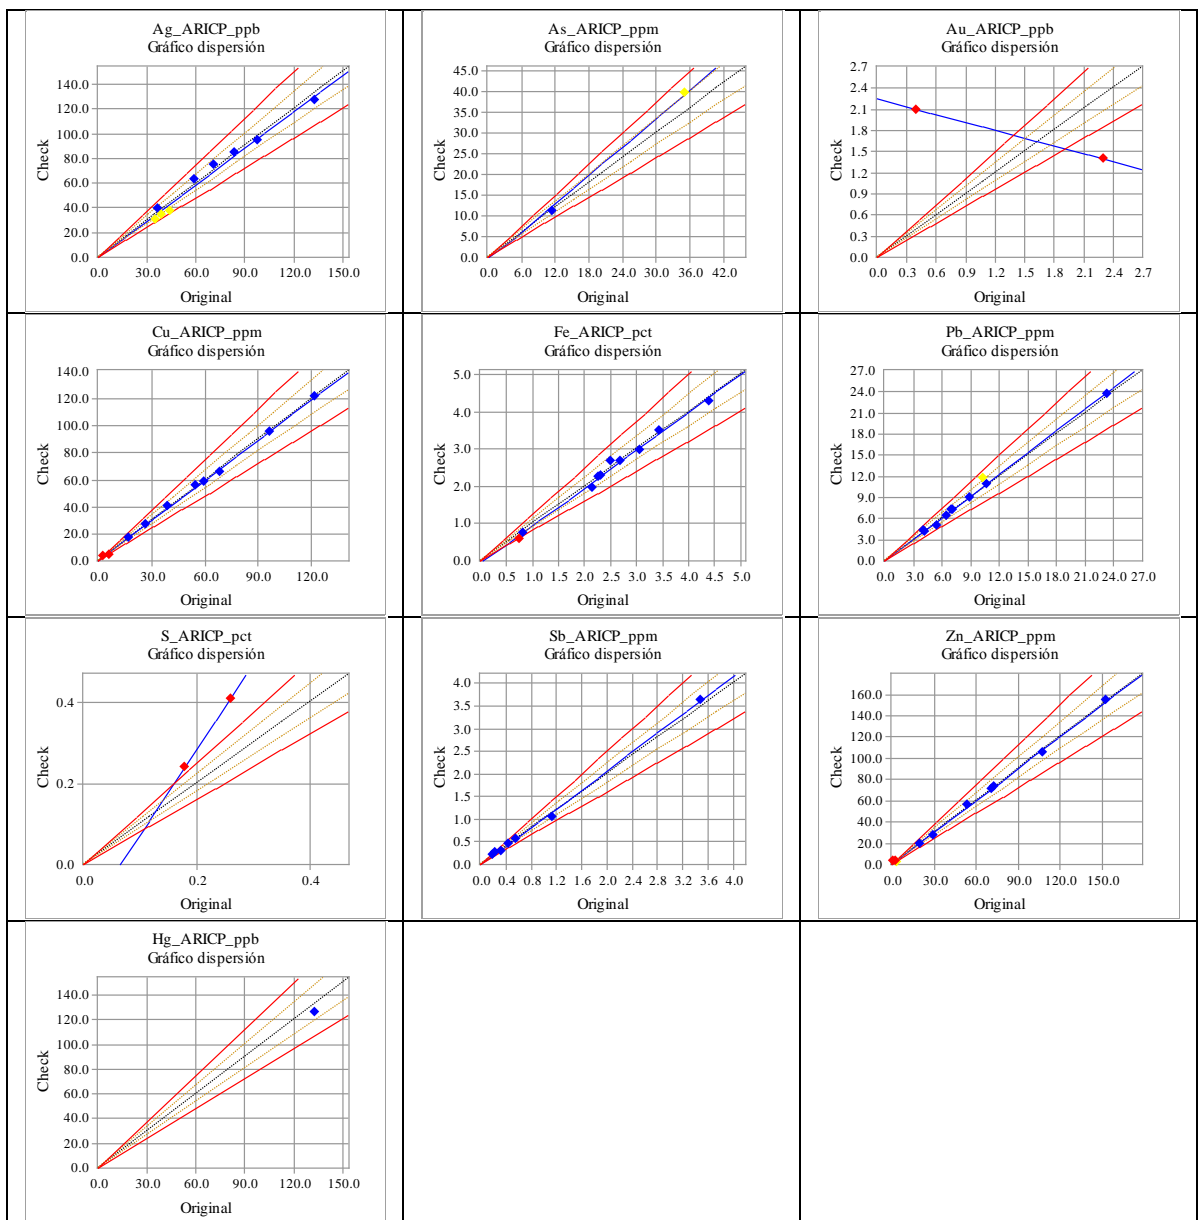 Ag_ARICP_ppb
Gráfico dispersión
140.0
120.0
100.0
80.0
60.0
40.0
20.0
0.0
Check
0.0 30.0 60.0 90.0 120.0 150.0
Original
As_ARICP_ppm
Gráfico dispersión
45.0
40.0
35.0
30.0
25.0
20.0
15.0
10.0
5.0
0.0
Check
0.0 6.0 12.0 18.0 24.0 30.0 36.0 42.0
Original
Au_ARICP_ppb
Gráfico dispersión
2.7
2.4
2.1
1.8
1.5
1.2
0.9
0.6
0.3
0.0
Check
0.0 0.3 0.6 0.9 1.2 1.5 1.8 2.1 2.4 2.7
Original
Cu_ARICP_ppm
Gráfico dispersión
140.0
120.0
100.0
80.0
60.0
40.0
20.0
0.0
Check
0.0 30.0 60.0 90.0 120.0
Original
Fe_ARICP_pct
Gráfico dispersión
5.0
4.0
3.0
2.0
1.0
0.0
Check
0.0 0.5 1.0 1.5 2.0 2.5 3.0 3.5 4.0 4.5 5.0
Original
Pb_ARICP_ppm
Gráfico dispersión
27.0
24.0
21.0
18.0
15.0
12.0
9.0
6.0
3.0
0.0
Check
0.0 3.0 6.0 9.0 12.0 15.0 18.0 21.0 24.0 27.0
Original
S_ARICP_pct
Gráfico dispersión
0.4
0.2
0.0
Check
0.0 0.2 0.4
Original
Sb_ARICP_ppm
Gráfico dispersión
4.0
3.5
3.0
2.5
2.0
1.5
1.0
0.5
0.0
Check
0.0 0.4 0.8 1.2 1.6 2.0 2.4 2.8 3.2 3.6 4.0
Original
Zn_ARICP_ppm
Gráfico dispersión
160.0
140.0
120.0
100.0
80.0
60.0
40.0
20.0
0.0
Check
0.0 30.0 60.0 90.0 120.0 150.0
Original
Hg_ARICP_ppb
Gráfico dispersión
140.0
120.0
100.0
80.0
60.0
40.0
20.0
0.0
Check
0.0 30.0 60.0 90.0 120.0 150.0
Original